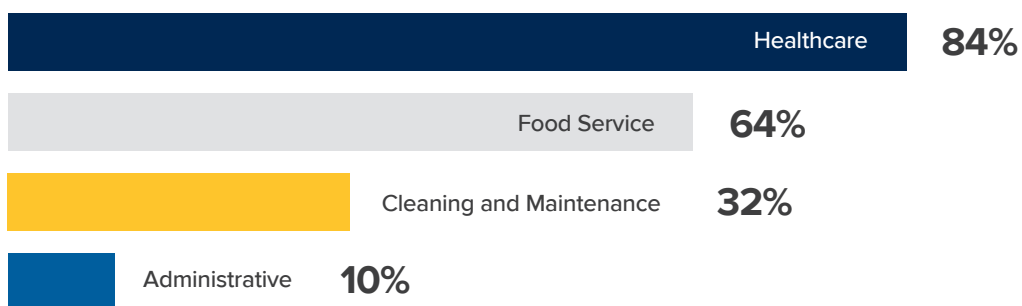 Healthcare 84%
Food Service 64%
Cleaning and Maintenance 32%
Administrative 10%